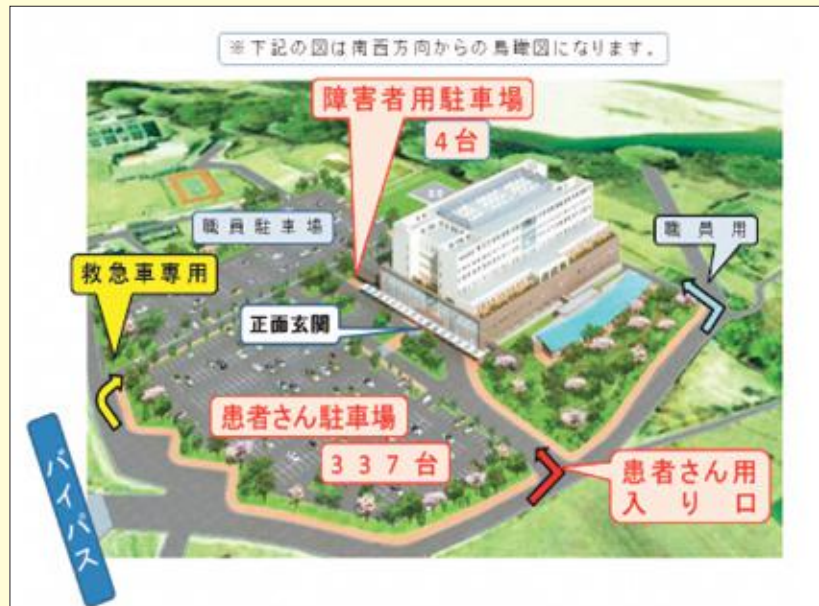 ※下記の図は南西方向からの鳥瞰図になります。
障害者用駐車場
4台
職員駐車場
職員用
救急車専用
正面玄関
患者さん駐車場
337台
患者さん用
入り口
バイパス